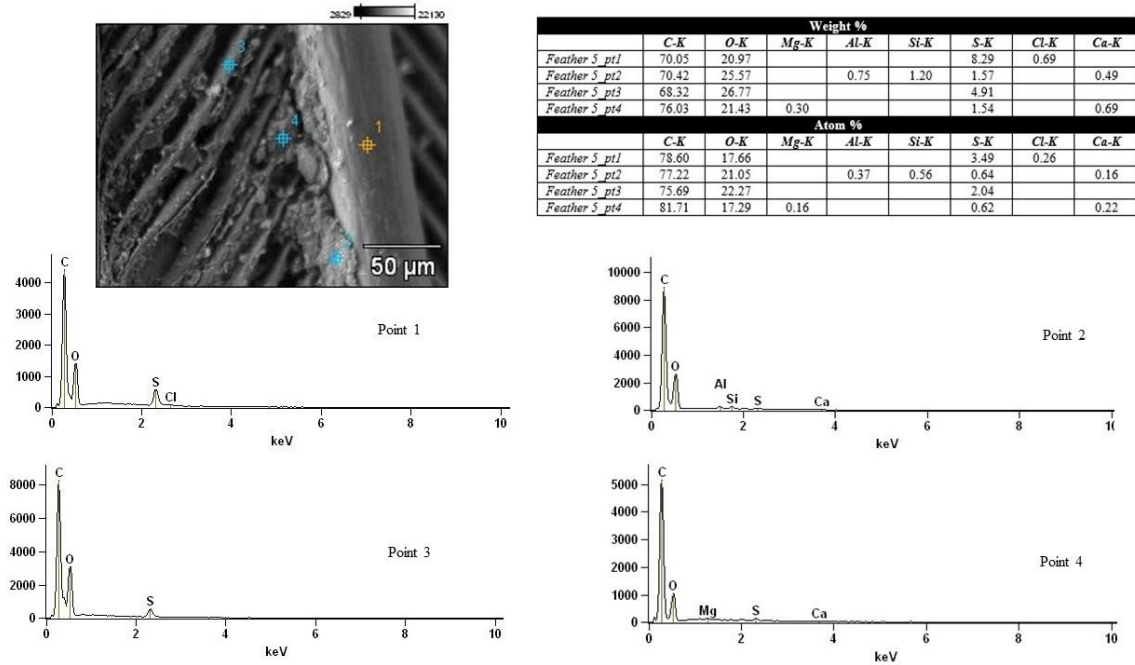 2829 22130
3
4
1
50 µm
Weight %
C-K O-K Mg-K Al-K Si-K S-K Cl-K Ca-K
Feather 5_pt1 70.05 20.97 8.29 0.69
Feather 5_pt2 70.42 25.57 0.75 1.20 1.57 0.49
Feather 5_pt3 68.32 26.77 4.91
Feather 5_pt4 76.03 21.43 0.30 1.54 0.69
Atom %
C-K O-K Mg-K Al-K Si-K S-K Cl-K Ca-K
Feather 5_pt1 78.60 17.66 3.49 0.26
Feather 5_pt2 77.22 21.05 0.37 0.56 0.64 0.16
Feather 5_pt3 75.69 22.27 2.04
Feather 5_pt4 81.71 17.29 0.16 0.62 0.22
C
4000
3000
Point 1
2000
O
1000
S
Cl
0
0 2 4 6 8 10
keV
10000
C
8000
Point 2
6000
4000
O
2000
Al
Si S Ca
0
0 2 4 6 8 10
keV
C
8000
6000
Point 3
4000
O
2000
S
0
0 2 4 6 8 10
keV
C
5000
4000
Point 4
3000
2000
O
1000
Mg S Ca
0
0 2 4 6 8 10
keV